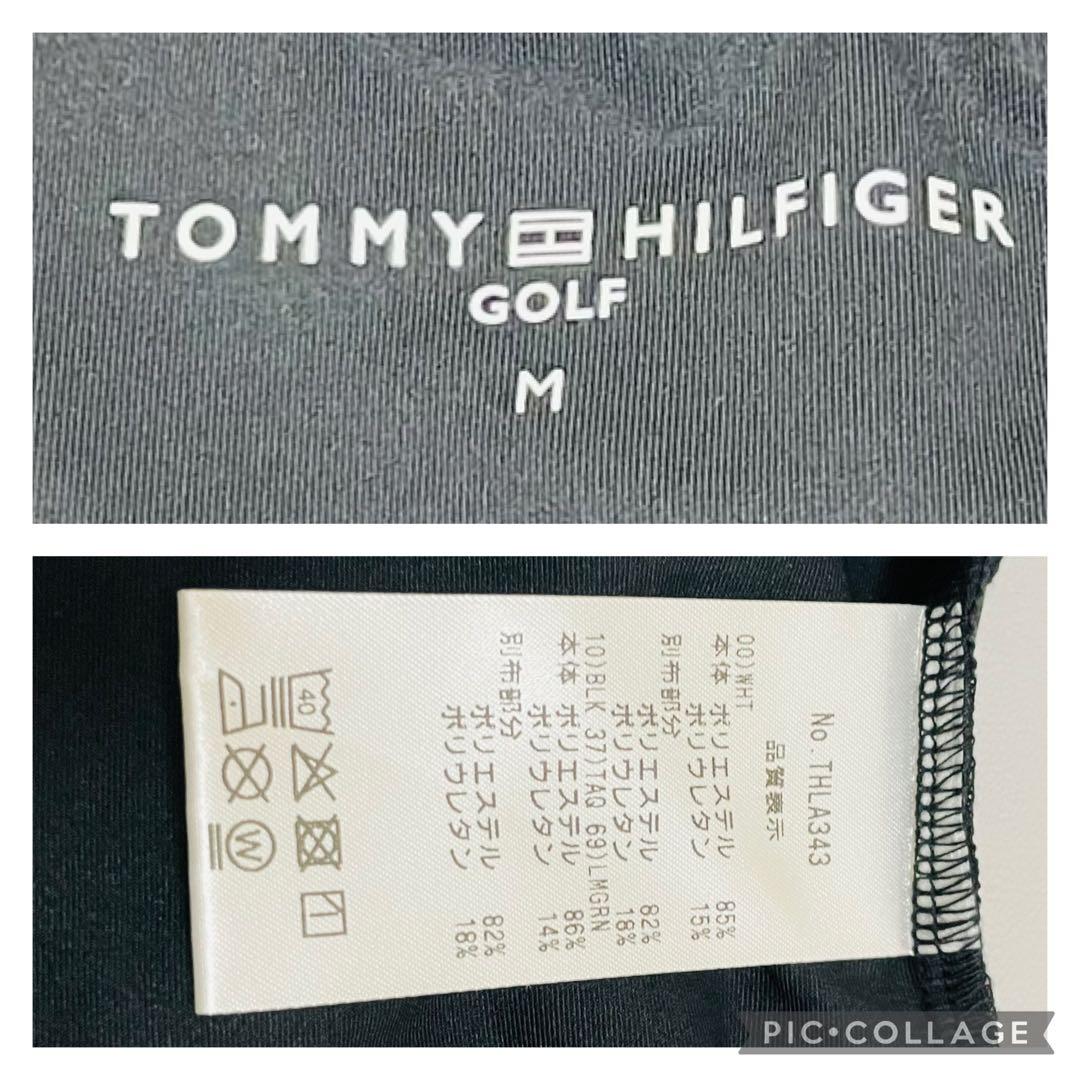 TOMMY HILFIGER
GOLF
M
No.THLA343
品質表示
00)WHT
本体 ポリエステル 85%
ポリウレタン 15%
別布部分
ポリエステル 82%
ポリウレタン 18%
10)BLK 37)TAQ 69)LMGRN
本体 ポリエステル 86%
ポリウレタン 14%
別布部分
ポリエステル 82%
ポリウレタン 18%
40
W
PIC•COLLAGE